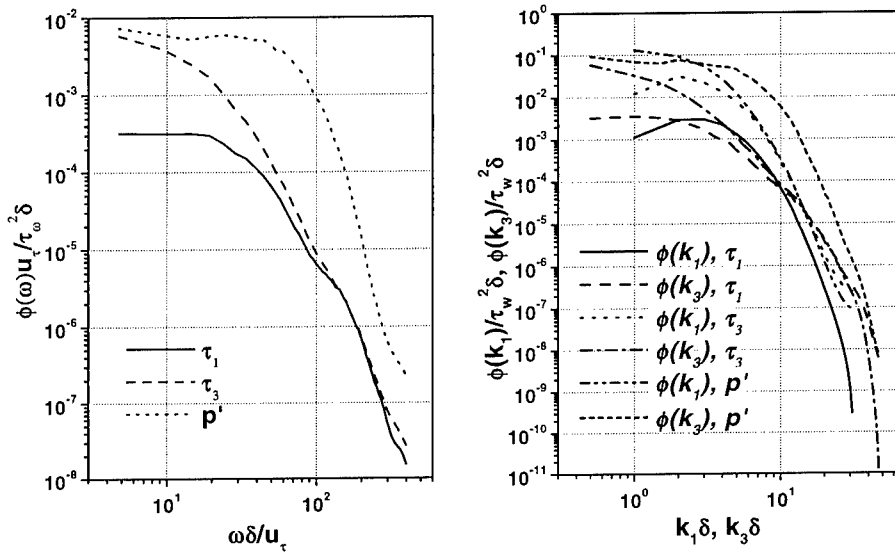 10⁻²
10⁻³
10⁻⁴
10⁻⁵
10⁻⁶
10⁻⁷
10⁻⁸
ϕ(ω)u_τ/τ_ω²δ
τ₁
τ₃
p'
10¹
10²
ωδ/u_τ
10⁰
10⁻¹
10⁻²
10⁻³
10⁻⁴
10⁻⁵
10⁻⁶
10⁻⁷
10⁻⁸
10⁻⁹
10⁻¹⁰
10⁻¹¹
ϕ(k₁)/τ_w²δ, ϕ(k₃)/τ_w²δ
ϕ(k₁), τ₁
ϕ(k₃), τ₁
ϕ(k₁), τ₃
ϕ(k₃), τ₃
ϕ(k₁), p'
ϕ(k₃), p'
10⁰
10¹
k₁δ, k₃δ